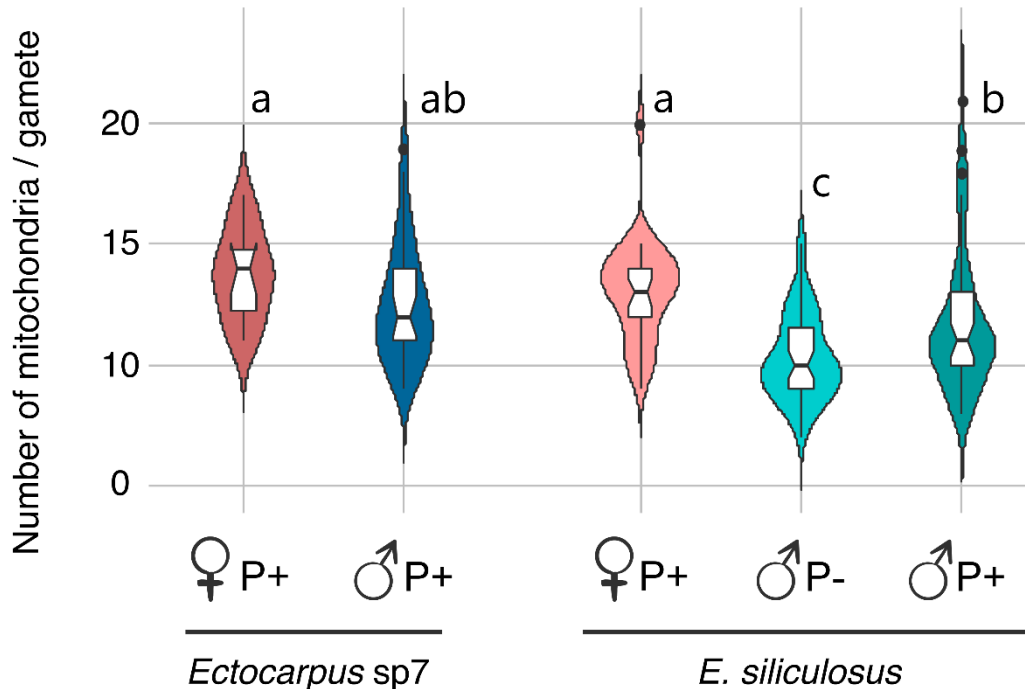 Number of mitochondria / gamete
a
ab
a
c
b
20
15
10
0
♀ P+
♂ P+
♀ P+
♂ P-
♂ P+
Ectocarpus sp7
E. siliculosus